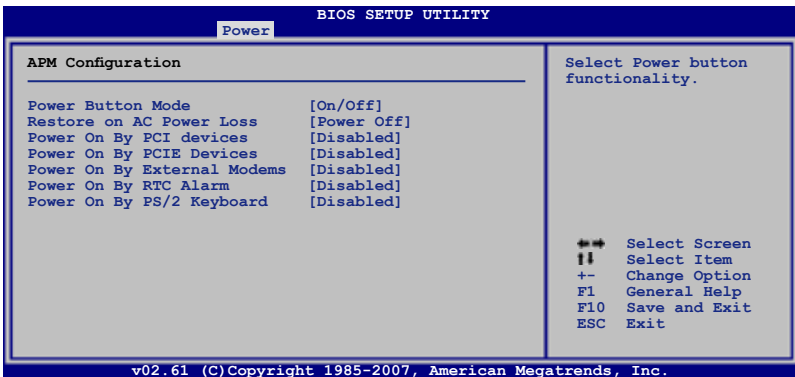 BIOS SETUP UTILITY
Power
APM Configuration
Power Button Mode [On/Off]
Restore on AC Power Loss [Power Off]
Power On By PCI devices [Disabled]
Power On By PCIE Devices [Disabled]
Power On By External Modems [Disabled]
Power On By RTC Alarm [Disabled]
Power On By PS/2 Keyboard [Disabled]
Select Power button
functionality.
Select Screen
Select Item
+- Change Option
F1 General Help
F10 Save and Exit
ESC Exit
v02.61 (C)Copyright 1985-2007, American Megatrends, Inc.